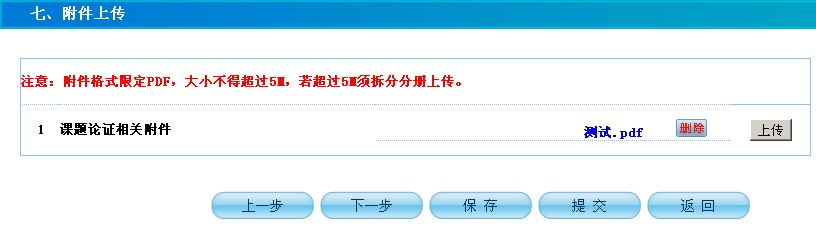 七、附件上传
注意：附件格式限定PDF，大小不得超过5M，若超过5M须拆分分册上传。
1 课题论证相关附件 测试.pdf 删除 上传
上一步 下一步 保存 提交 返回